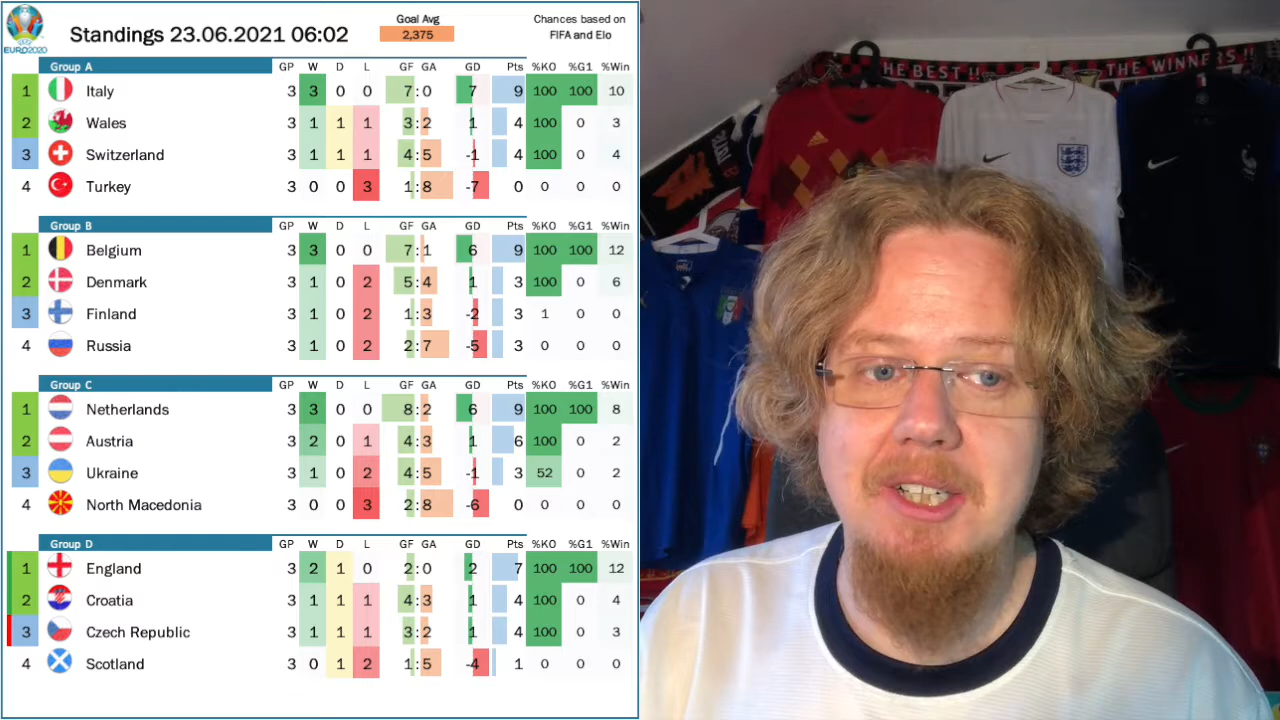 EURO2020
Standings 23.06.2021 06:02
Goal Avg
2,375
Chances based on
FIFA and Elo
Group A GP W D L GF GA GD Pts %KO %G1 %Win
1 Italy 3 3 0 0 7:0 7 9 100 100 10
2 Wales 3 1 1 1 3:2 1 4 100 0 3
3 Switzerland 3 1 1 1 4:5 -1 4 100 0 4
4 Turkey 3 0 0 3 1:8 -7 0 0 0 0
Group B GP W D L GF GA GD Pts %KO %G1 %Win
1 Belgium 3 3 0 0 7:1 6 9 100 100 12
2 Denmark 3 1 0 2 5:4 1 3 100 0 6
3 Finland 3 1 0 2 1:3 -2 3 1 0 0
4 Russia 3 1 0 2 2:7 -5 3 0 0 0
Group C GP W D L GF GA GD Pts %KO %G1 %Win
1 Netherlands 3 3 0 0 8:2 6 9 100 100 8
2 Austria 3 2 0 1 4:3 1 6 100 0 2
3 Ukraine 3 1 0 2 4:5 -1 3 52 0 2
4 North Macedonia 3 0 0 3 2:8 -6 0 0 0 0
Group D GP W D L GF GA GD Pts %KO %G1 %Win
1 England 3 2 1 0 2:0 2 7 100 100 12
2 Croatia 3 1 1 1 4:3 1 4 100 0 4
3 Czech Republic 3 1 1 1 3:2 1 4 100 0 3
4 Scotland 3 0 1 2 1:5 -4 1 0 0 0
THE BEST !! THE WINNERS !!